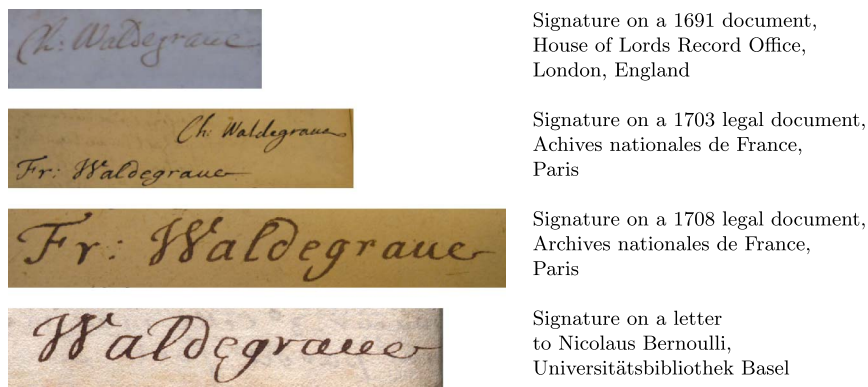 Ch: Waldegraue
Signature on a 1691 document,
House of Lords Record Office,
London, England
Ch: Waldegraue
Fr: Waldegraue
Signature on a 1703 legal document,
Achives nationales de France,
Paris
Fr: Waldegraue
Signature on a 1708 legal document,
Archives nationales de France,
Paris
Waldegraue
Signature on a letter
to Nicolaus Bernoulli,
Universitätsbibliothek Basel